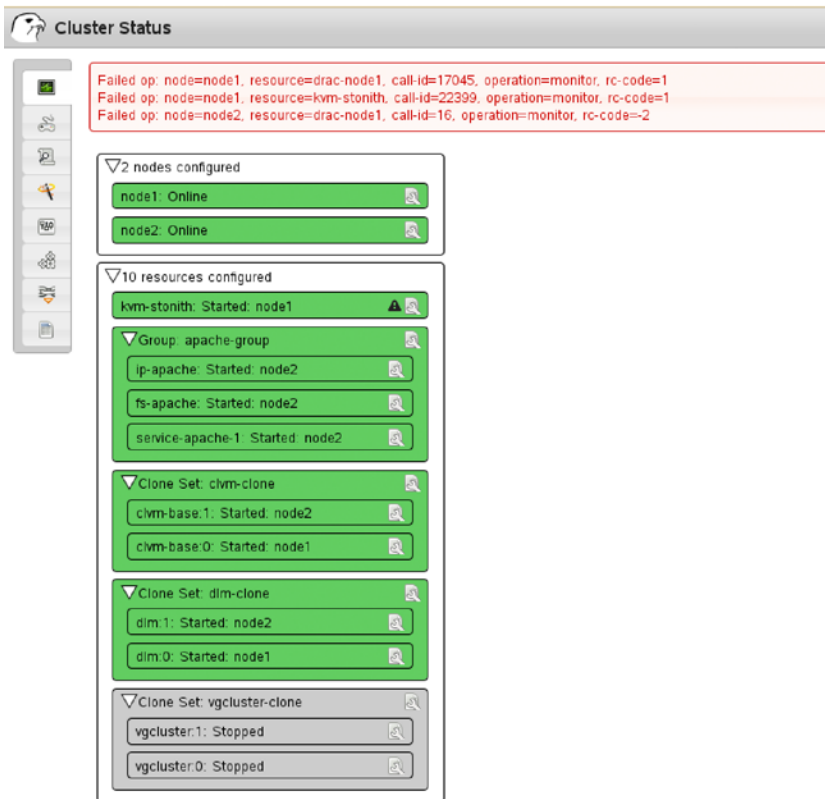 Cluster Status
Failed op: node=node1, resource=drac-node1, call-id=17045, operation=monitor, rc-code=1
Failed op: node=node1, resource=kvm-stonith, call-id=22399, operation=monitor, rc-code=1
Failed op: node=node2, resource=drac-node1, call-id=16, operation=monitor, rc-code=-2
2 nodes configured
node1: Online
node2: Online
10 resources configured
kvm-stonith: Started: node1
Group: apache-group
ip-apache: Started: node2
fs-apache: Started: node2
service-apache-1: Started: node2
Clone Set: clvm-clone
clvm-base:1: Started: node2
clvm-base:0: Started: node1
Clone Set: dlm-clone
dlm:1: Started: node2
dlm:0: Started: node1
Clone Set: vgcluster-clone
vgcluster:1: Stopped
vgcluster:0: Stopped